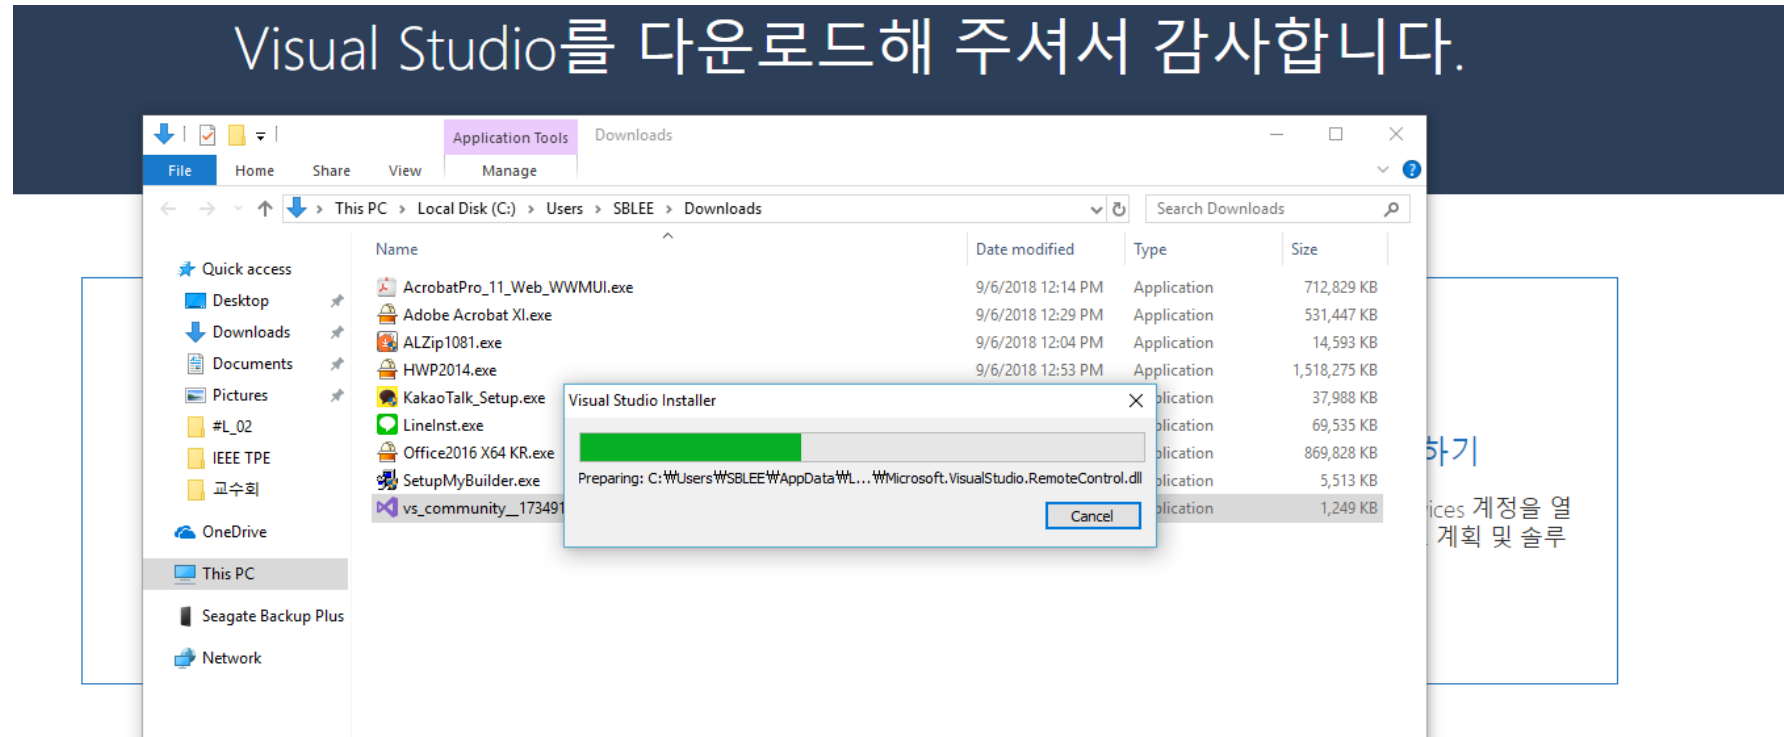 Visual Studio를 다운로드해 주셔서 감사합니다.
Application Tools
Downloads
File
Home
Share
View
Manage
This PC > Local Disk (C:) > Users > SBLEE > Downloads
Search Downloads
Name
Date modified
Type
Size
Quick access
Desktop
Downloads
Documents
Pictures
#L_02
IEEE TPE
교수회
OneDrive
This PC
Seagate Backup Plus
Network
AcrobatPro_11_Web_WWMUI.exe 9/6/2018 12:14 PM Application 712,829 KB
Adobe Acrobat XI.exe 9/6/2018 12:29 PM Application 531,447 KB
ALZip1081.exe 9/6/2018 12:04 PM Application 14,593 KB
HWP2014.exe 9/6/2018 12:53 PM Application 1,518,275 KB
KakaoTalk_Setup.exe plication 37,988 KB
LineInst.exe plication 69,535 KB
Office2016 X64 KR.exe plication 869,828 KB
SetupMyBuilder.exe plication 5,513 KB
vs_community__173491 plication 1,249 KB
Visual Studio Installer
Preparing: C:₩Users₩SBLEE₩AppData₩L...₩Microsoft.VisualStudio.RemoteControl.dll
Cancel
하기
ices 계정을 열
계획 및 솔루